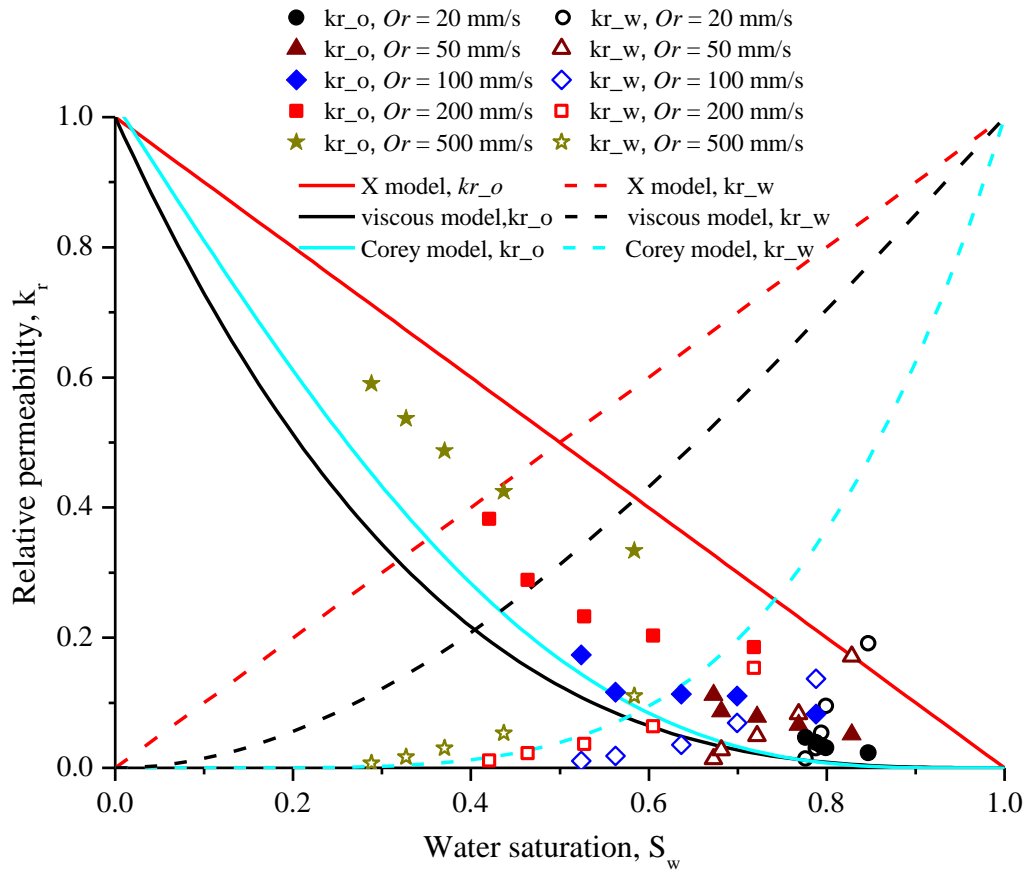 kr_o, Or = 20 mm/s kr_w, Or = 20 mm/s
kr_o, Or = 50 mm/s kr_w, Or = 50 mm/s
kr_o, Or = 100 mm/s kr_w, Or = 100 mm/s
kr_o, Or = 200 mm/s kr_w, Or = 200 mm/s
kr_o, Or = 500 mm/s kr_w, Or = 500 mm/s
X model, kr_o X model, kr_w
viscous model,kr_o viscous model,kr_w
Corey model, kr_o Corey model, kr_w
1.0
0.8
0.6
0.4
0.2
0.0
Relative permeability, k_r
0.0 0.2 0.4 0.6 0.8 1.0
Water saturation, S_w